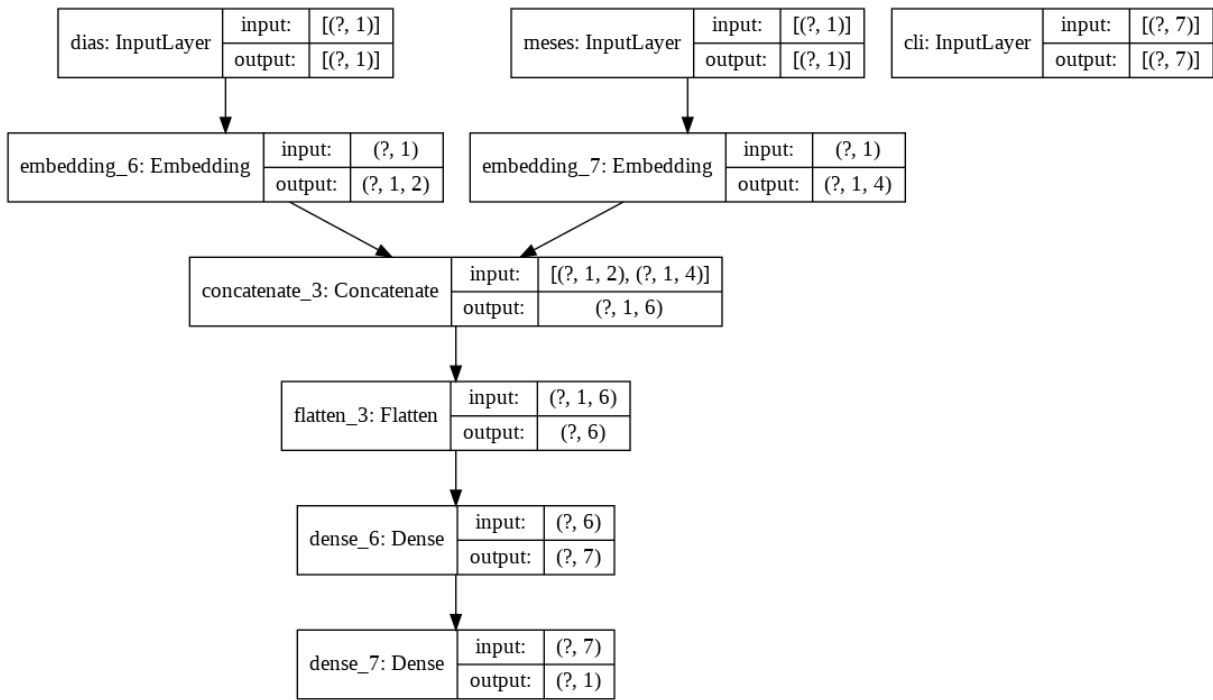 dias: InputLayer
input:
[(?, 1)]
output:
[(?, 1)]
meses: InputLayer
input:
[(?, 1)]
output:
[(?, 1)]
cli: InputLayer
input:
[(?, 7)]
output:
[(?, 7)]
embedding_6: Embedding
input:
(?, 1)
output:
(?, 1, 2)
embedding_7: Embedding
input:
(?, 1)
output:
(?, 1, 4)
concatenate_3: Concatenate
input:
[(?, 1, 2), (?, 1, 4)]
output:
(?, 1, 6)
flatten_3: Flatten
input:
(?, 1, 6)
output:
(?, 6)
dense_6: Dense
input:
(?, 6)
output:
(?, 7)
dense_7: Dense
input:
(?, 7)
output:
(?, 1)